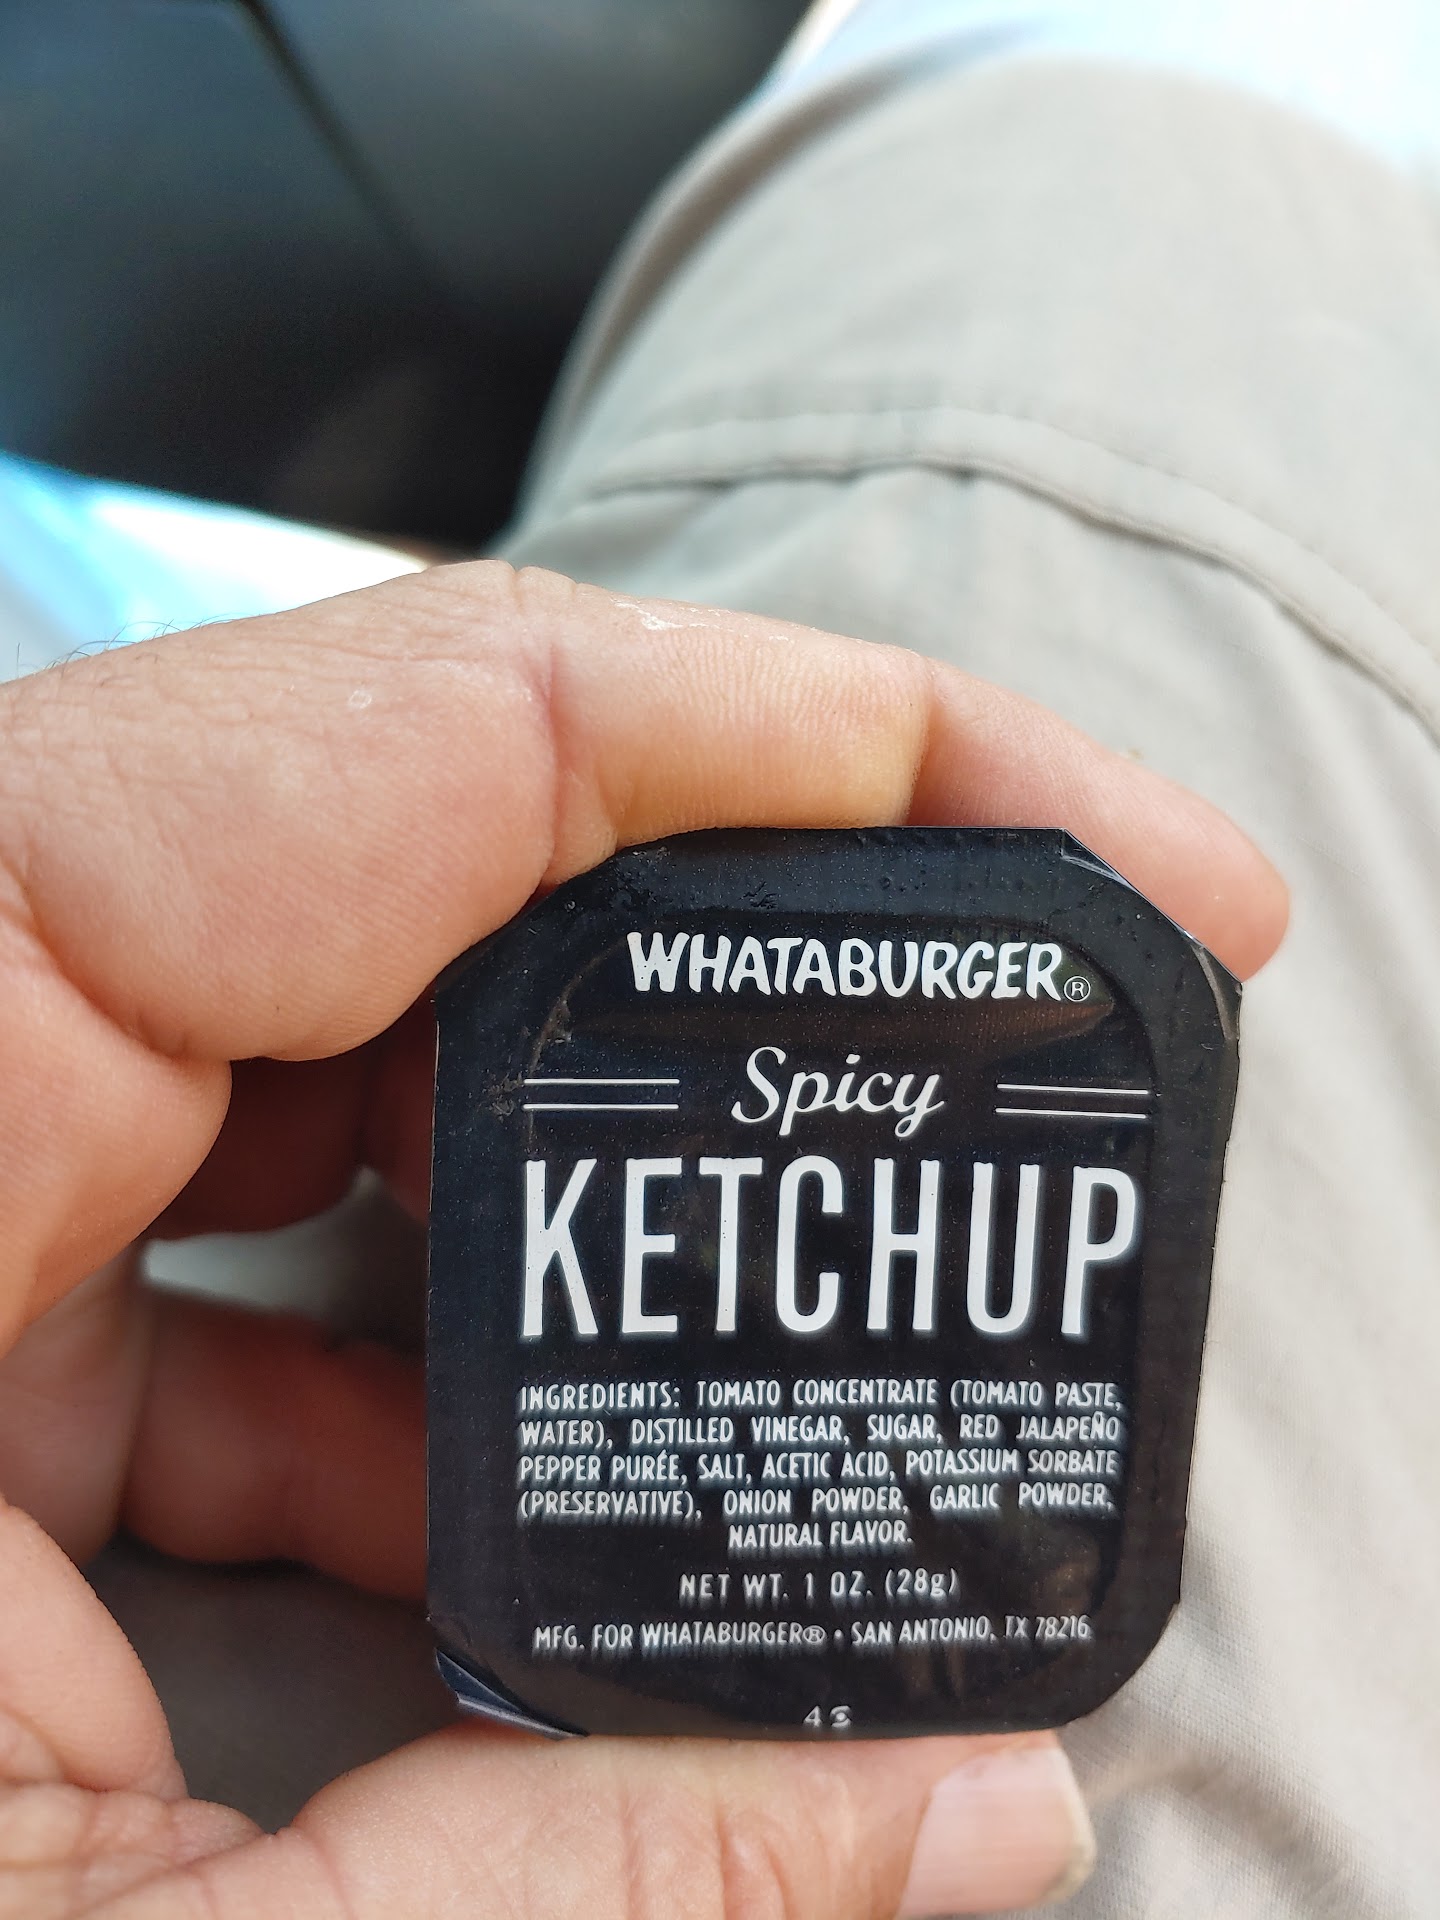 WHATABURGER®
Spicy
KETCHUP
INGREDIENTS: TOMATO CONCENTRATE (TOMATO PASTE,
WATER), DISTILLED VINEGAR, SUGAR, RED JALAPEÑO
PEPPER PURÉE, SALT, ACETIC ACID, POTASSIUM SORBATE
(PRESERVATIVE), ONION POWDER, GARLIC POWDER,
NATURAL FLAVOR.
NET WT. 1 OZ. (28g)
MFG. FOR WHATABURGER® • SAN ANTONIO, TX 78216